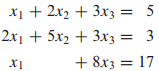 x₁ + 2x₂ + 3x₃ = 5
2x₁ + 5x₂ + 3x₃ = 3
x₁ + 8x₃ = 17